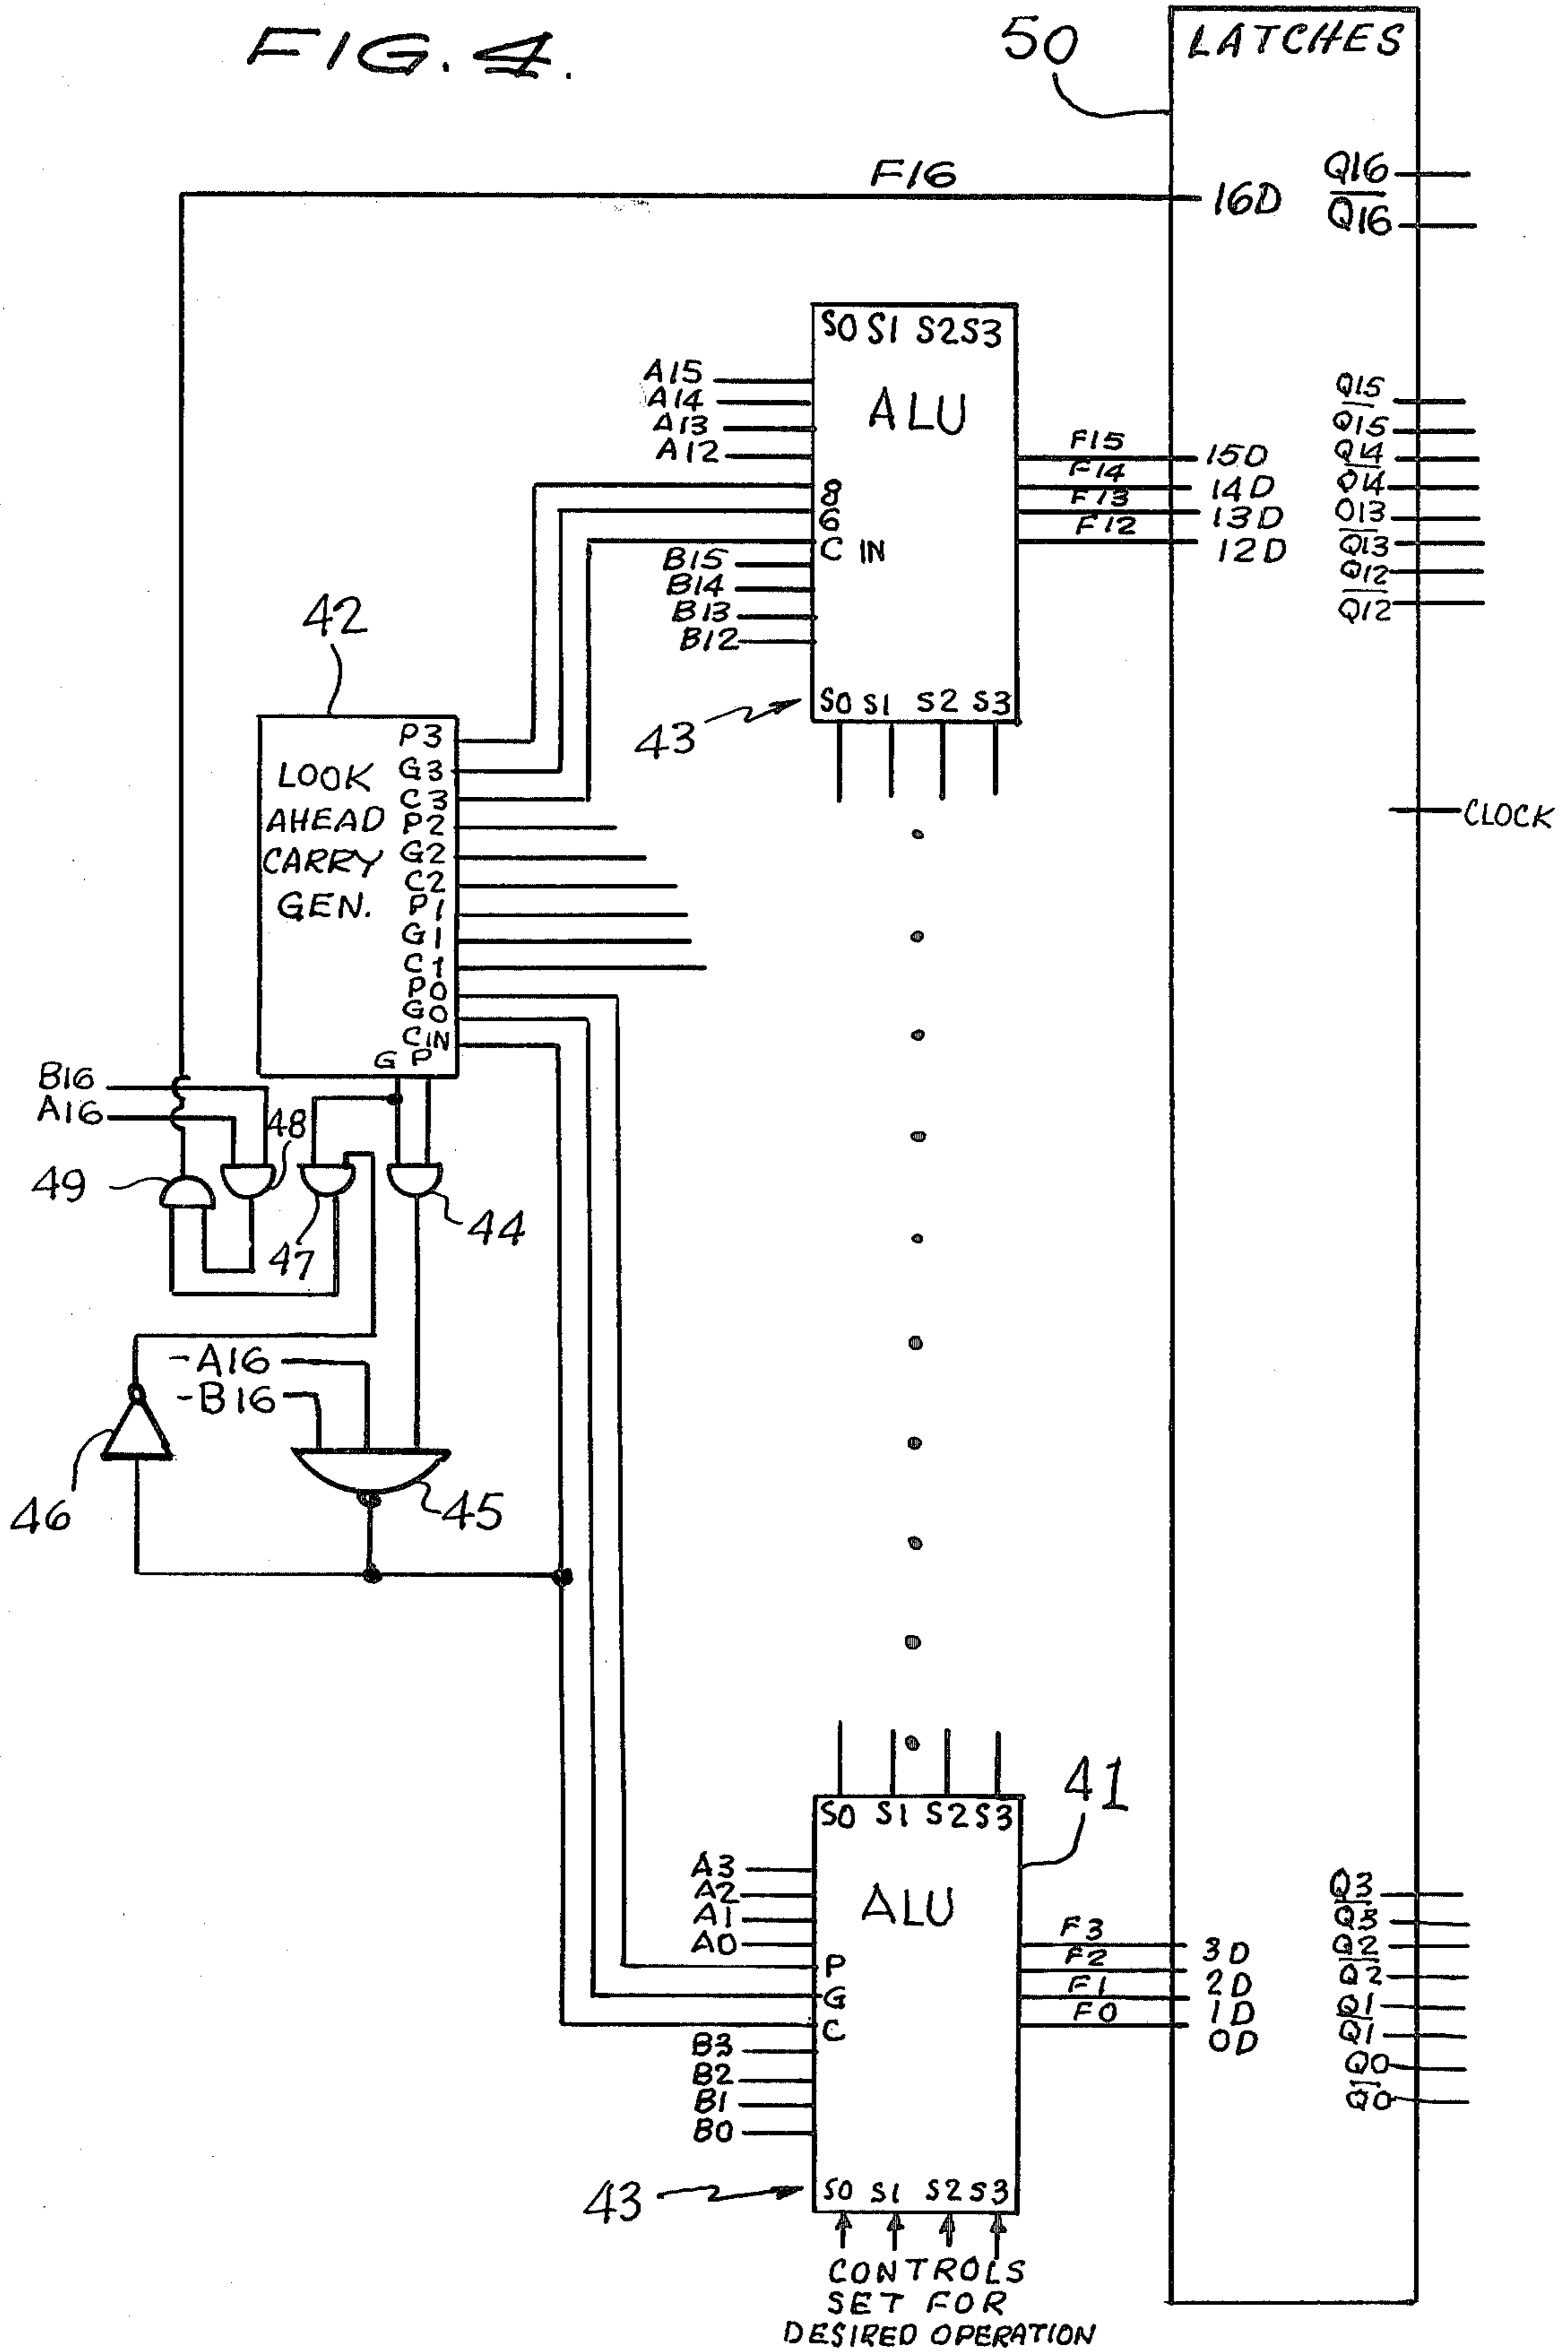 FIG. 4.
50
LATCHES
F16
16D
Q16
Q16
S0 S1 S2 S3
ALU
A15
A14
A13
A12
8
6
C IN
B15
B14
B13
B12
S0 S1 S2 S3
43
F15
F14
F13
F12
15D
14D
13D
12D
Q15
Q15
Q14
Q14
Q13
Q13
Q12
Q12
CLOCK
42
LOOK
AHEAD
CARRY
GEN.
P3
G3
C3
P2
G2
C2
P1
G1
C1
P0
G0
CIN
G P
B16
A16
48
49
47
44
-A16
-B16
46
45
41
S0 S1 S2 S3
ALU
A3
A2
A1
A0
P
G
C
B3
B2
B1
B0
F3
F2
F1
F0
3D
2D
1D
0D
Q3
Q3
Q2
Q2
Q1
Q1
Q0
Q0
43
S0 S1 S2 S3
CONTROLS
SET FOR
DESIRED OPERATION